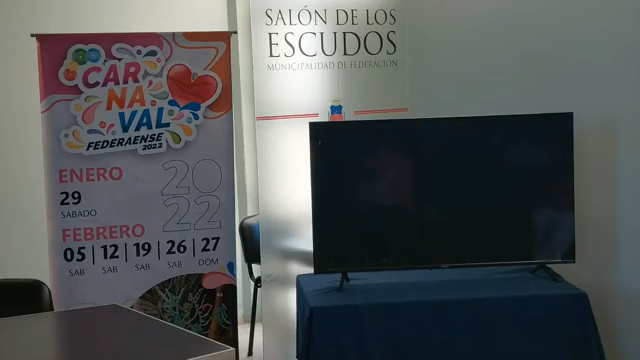 CAR
NA
VAL
FEDERAENSE
2022
ENERO
29
SÁBADO
2022
FEBRERO
05 | 12 | 19 | 26 | 27
SAB SAB SAB SAB DOM
SALÓN DE LOS
ESCUDOS
MUNICIPALIDAD DE FEDERACIÓN